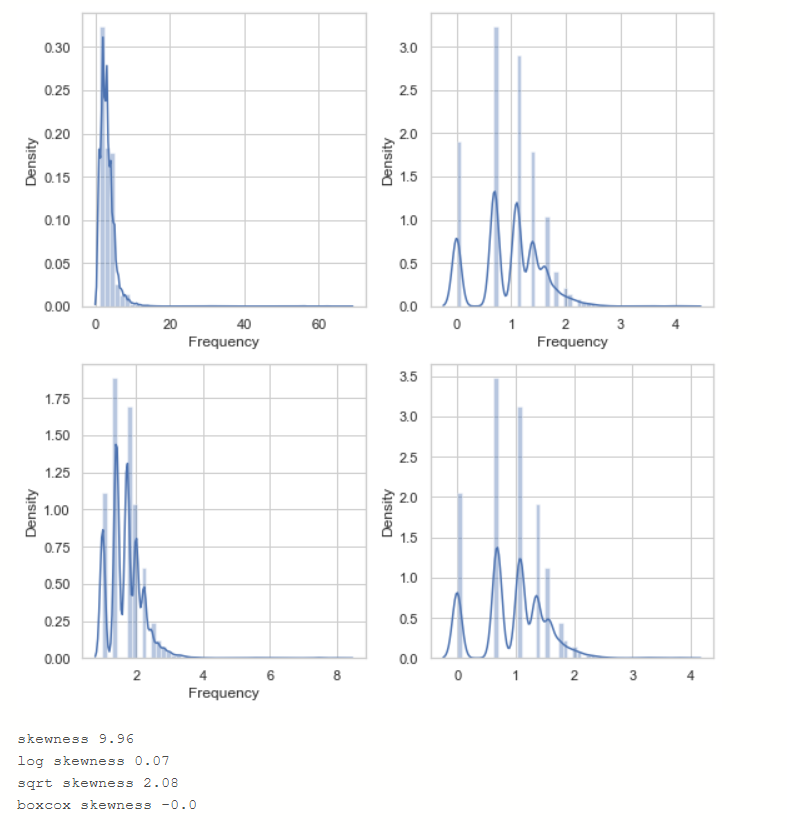 0.30
0.25
0.20
0.15
0.10
0.05
0.00
Density
0 20 40 60
Frequency
3.0
2.5
2.0
1.5
1.0
0.5
0.0
Density
0 1 2 3 4
Frequency
1.75
1.50
1.25
1.00
0.75
0.50
0.25
0.00
Density
2 4 6 8
Frequency
3.5
3.0
2.5
2.0
1.5
1.0
0.5
0.0
Density
0 1 2 3 4
skewness 9.96
log skewness 0.07
sqrt skewness 2.08
boxcox skewness -0.0